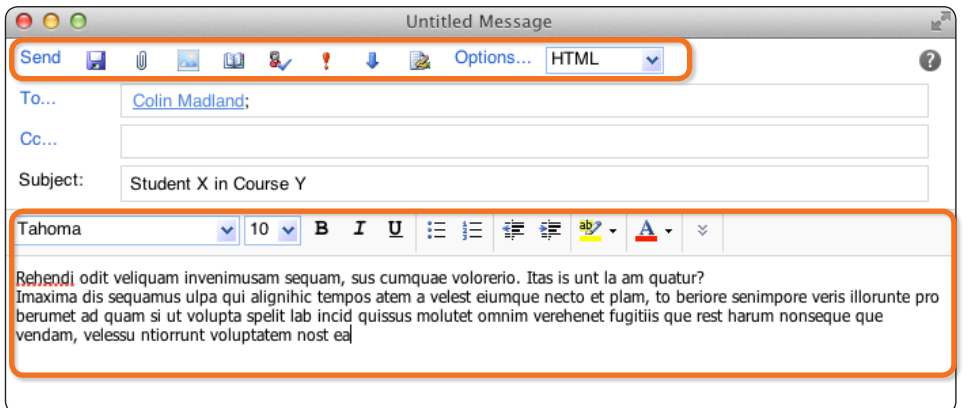 Untitled Message
Send Options... HTML
To... Colin Madland;
Cc...
Subject: Student X in Course Y
Tahoma 10 B I U ab A
Rehendi odit veliquam invenimusam sequam, sus cumquae volorerio. Itas is unt la am quatur?
Imaxima dis sequamus ulpa qui alignihic tempos atem a velest eiumque necto et plam, to beriore senimpore veris illorunte pro
berumet ad quam si ut volupta spelit lab incid quissus molutet omnim verehenet fugitiis que rest harum nonseque que
vendam, velessu ntiorrunt voluptatem nost ea